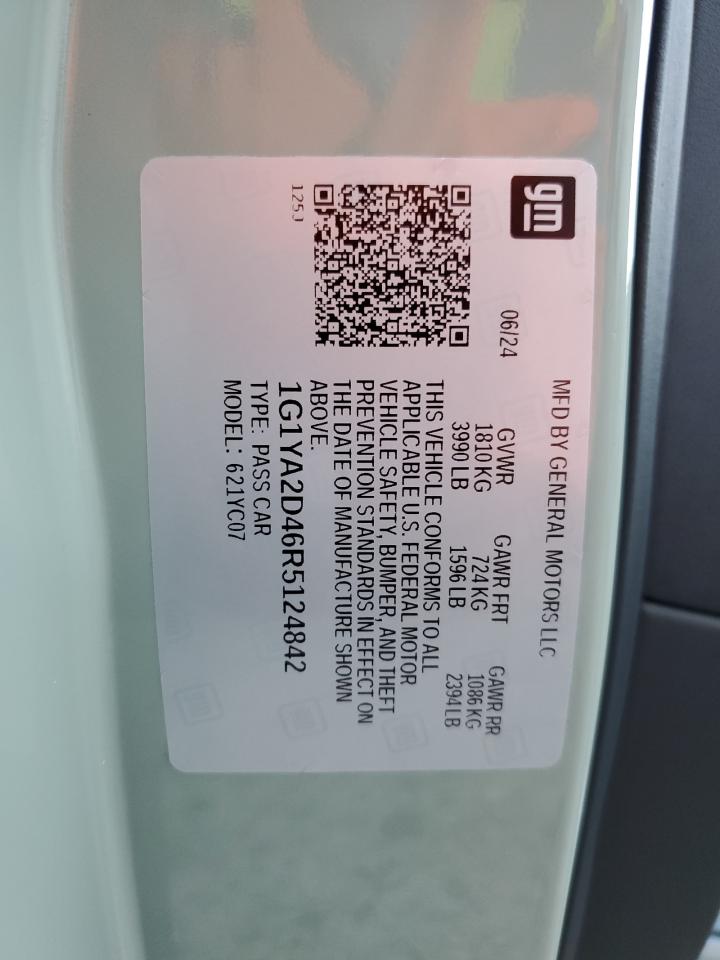 gm
MFD BY GENERAL MOTORS LLC
06/24
GVWR GAWR FRT GAWR RR
1810 KG 724 KG 1086 KG
3990 LB 1596 LB 2394 LB
THIS VEHICLE CONFORMS TO ALL
APPLICABLE U.S. FEDERAL MOTOR
VEHICLE SAFETY, BUMPER, AND THEFT
PREVENTION STANDARDS IN EFFECT ON
THE DATE OF MANUFACTURE SHOWN
ABOVE.
1G1YA2D46R5124842
TYPE: PASS CAR
MODEL: 621YC07
125J